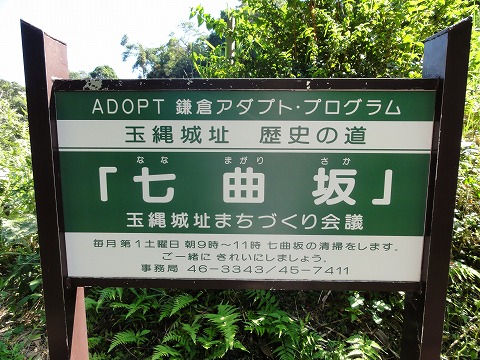 ADOPT 鎌倉アダプト・プログラム
玉縄城址 歴史の道
なな まがり さか
「七曲坂」
玉縄城址まちづくり会議
毎月 第1土曜日 朝9時～11時 七曲坂の清掃をします。
ご一緒に きれいにしましょう。
事務局 46-3343/45-7411